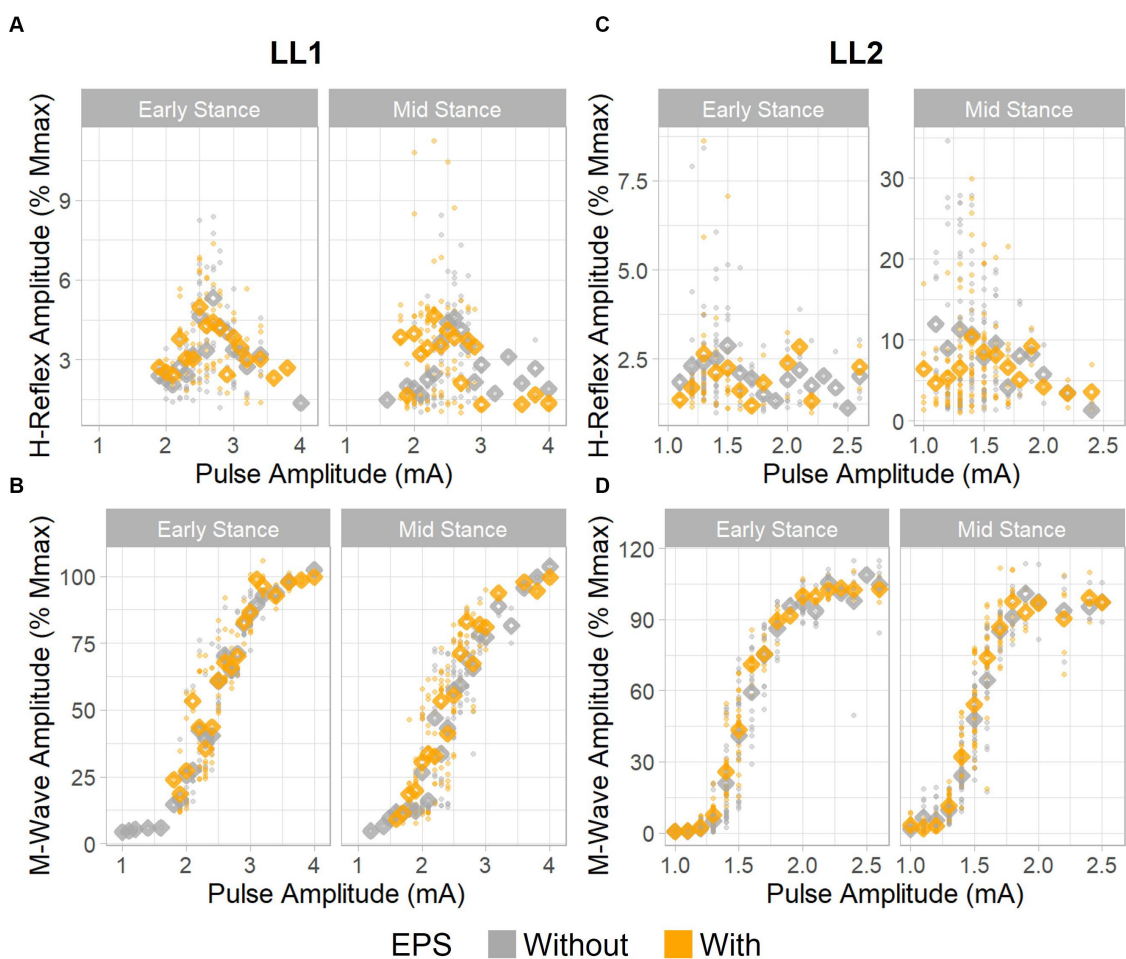 A
LL1
Early Stance
Mid Stance
H-Reflex Amplitude (% Mmax)
9
6
3
1 2 3 4 1 2 3 4
Pulse Amplitude (mA)
C
LL2
Early Stance
Mid Stance
H-Reflex Amplitude (% Mmax)
7.5
5.0
2.5
30
20
10
0
1.0 1.5 2.0 2.5 1.0 1.5 2.0 2.5
Pulse Amplitude (mA)
B
Early Stance
Mid Stance
M-Wave Amplitude (% Mmax)
100
75
50
25
0
1 2 3 4 1 2 3 4
Pulse Amplitude (mA)
D
Early Stance
Mid Stance
M-Wave Amplitude (% Mmax)
120
90
60
30
0
1.0 1.5 2.0 2.5 1.0 1.5 2.0 2.5
Pulse Amplitude (mA)
EPS Without With